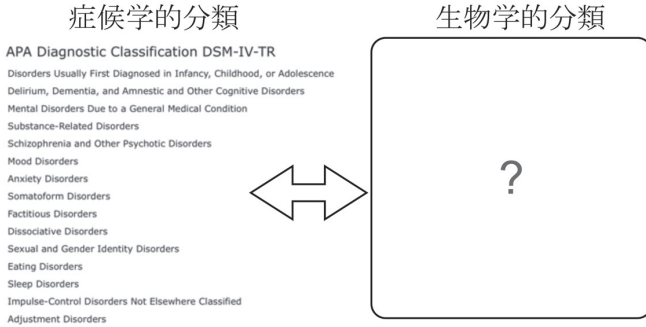 症候学的分類
生物学的分類
APA Diagnostic Classification DSM-IV-TR
Disorders Usually First Diagnosed in Infancy, Childhood, or Adolescence
Delirium, Dementia, and Amnestic and Other Cognitive Disorders
Mental Disorders Due to a General Medical Condition
Substance-Related Disorders
Schizophrenia and Other Psychotic Disorders
Mood Disorders
Anxiety Disorders
Somatoform Disorders
Factitious Disorders
Dissociative Disorders
Sexual and Gender Identity Disorders
Eating Disorders
Sleep Disorders
Impulse-Control Disorders Not Elsewhere Classified
Adjustment Disorders
?